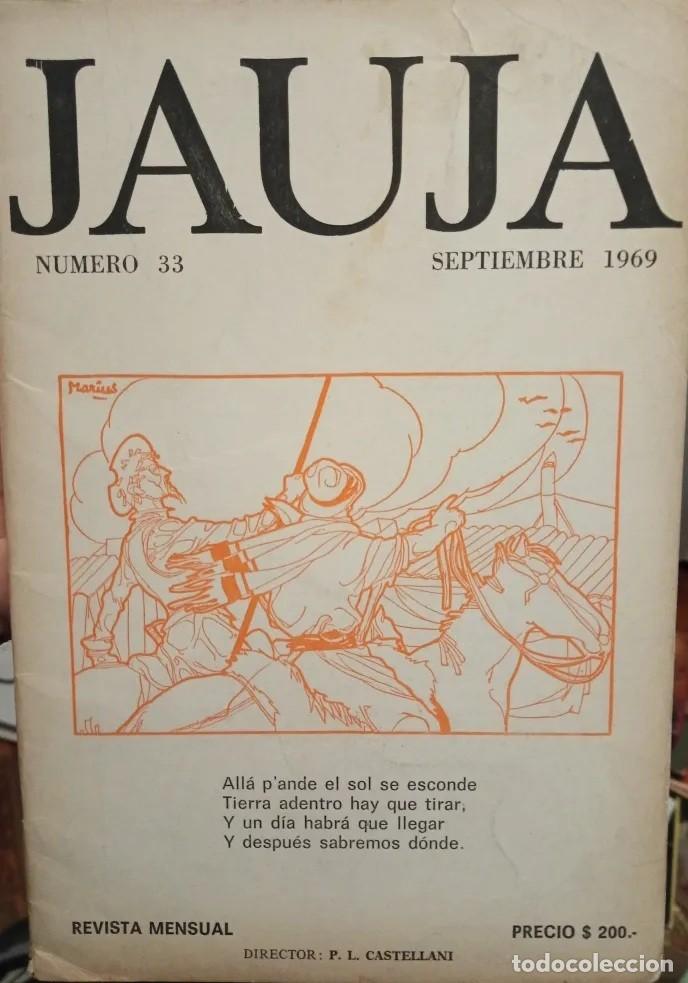 JAUJA
NUMERO 33
SEPTIEMBRE 1969
Marius
Allá p'ande el sol se esconde
Tierra adentro hay que tirar,
Y un día habrá que llegar
Y después sabremos dónde.
REVISTA MENSUAL
PRECIO $ 200.-
DIRECTOR: P. L. CASTELLANI
todocoleccion